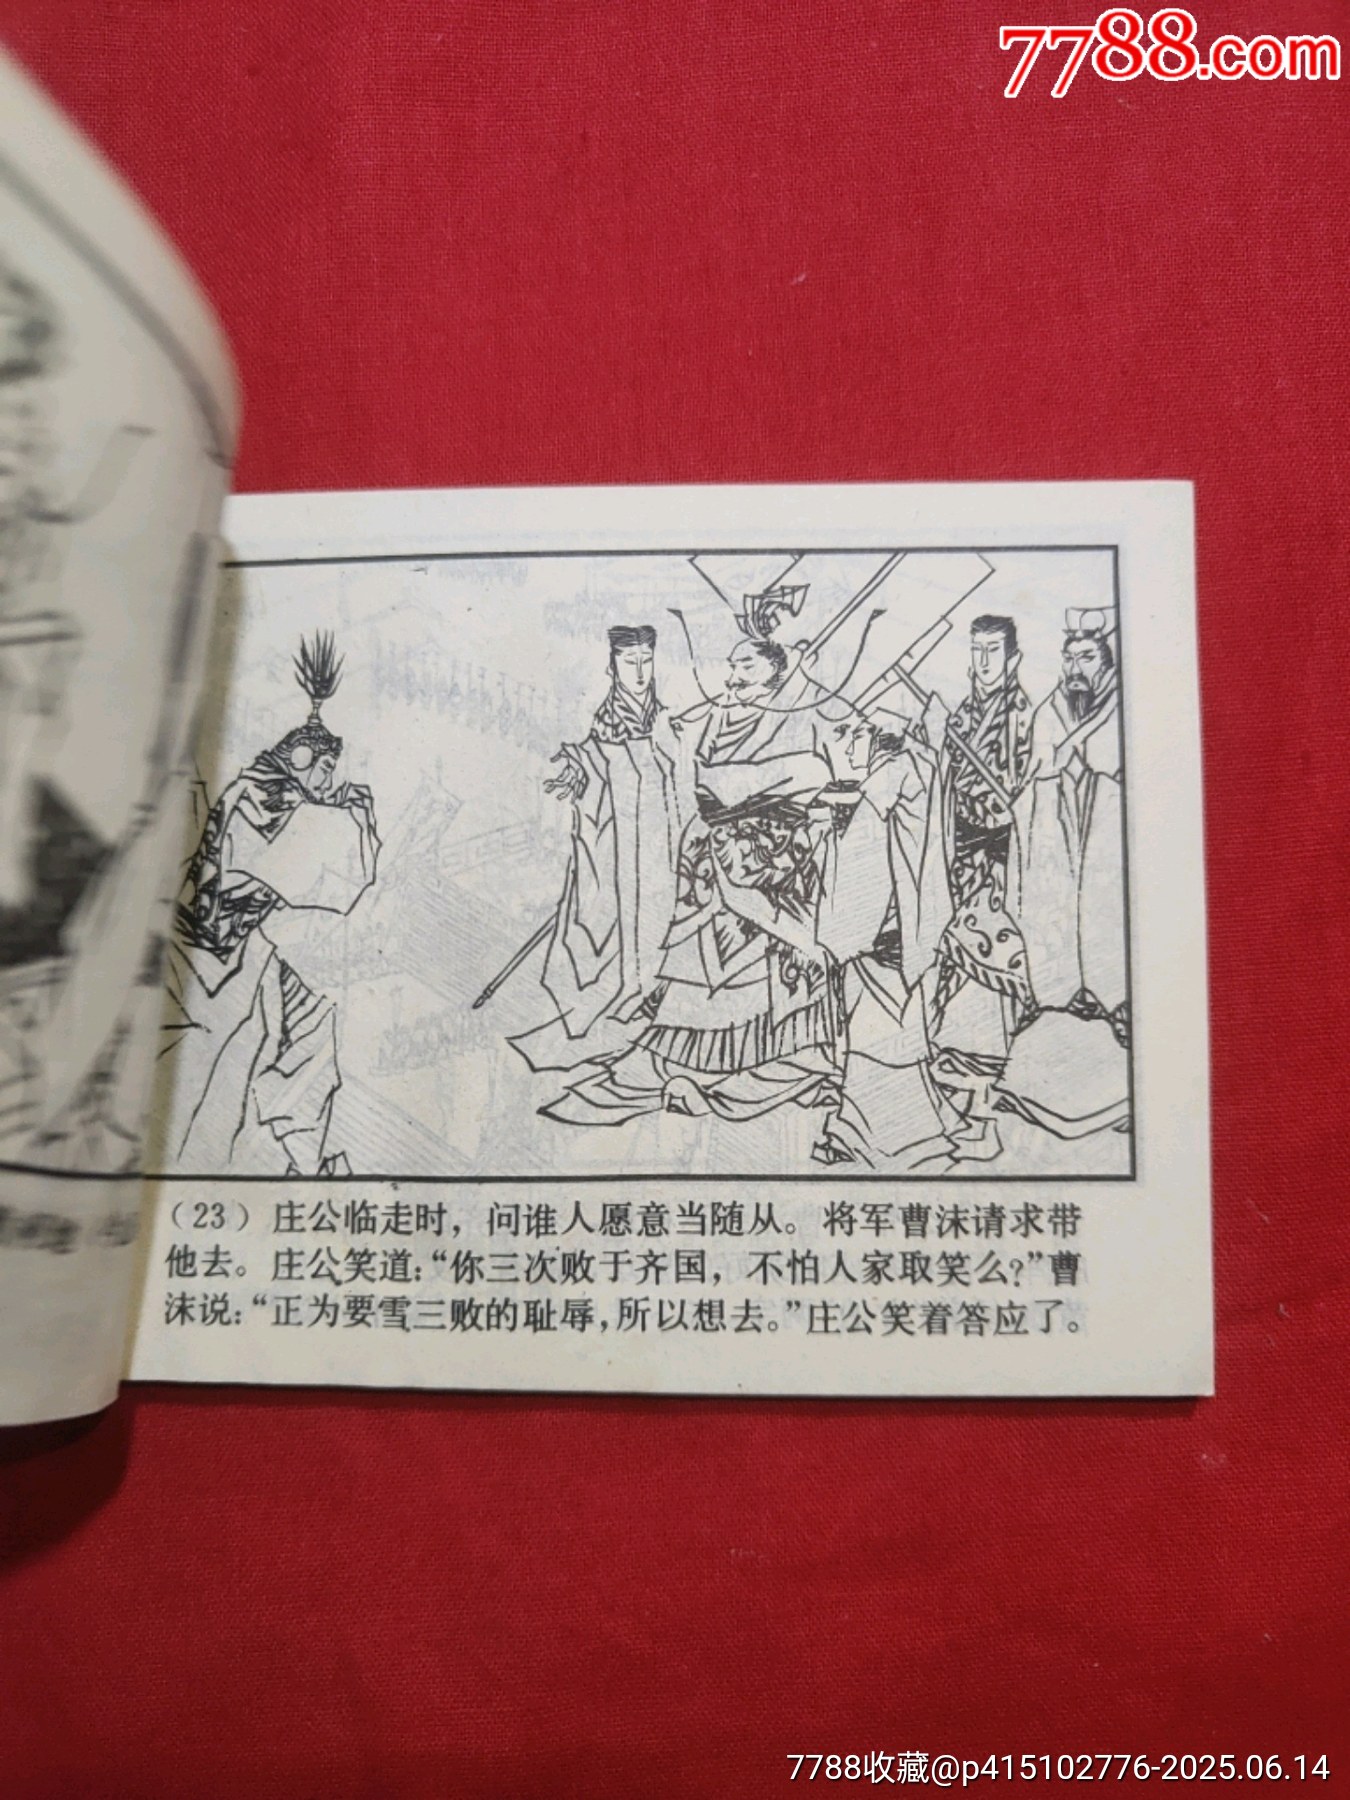 7788.com
（23）庄公临走时，问谁人愿意当随从。将军曹沫请求带
他去。庄公笑道：“你三次败于齐国，不怕人家取笑么？”曹
沫说：“正为要雪三败的耻辱，所以想去。”庄公笑着答应了。
7788收藏@p415102776-2025.06.14